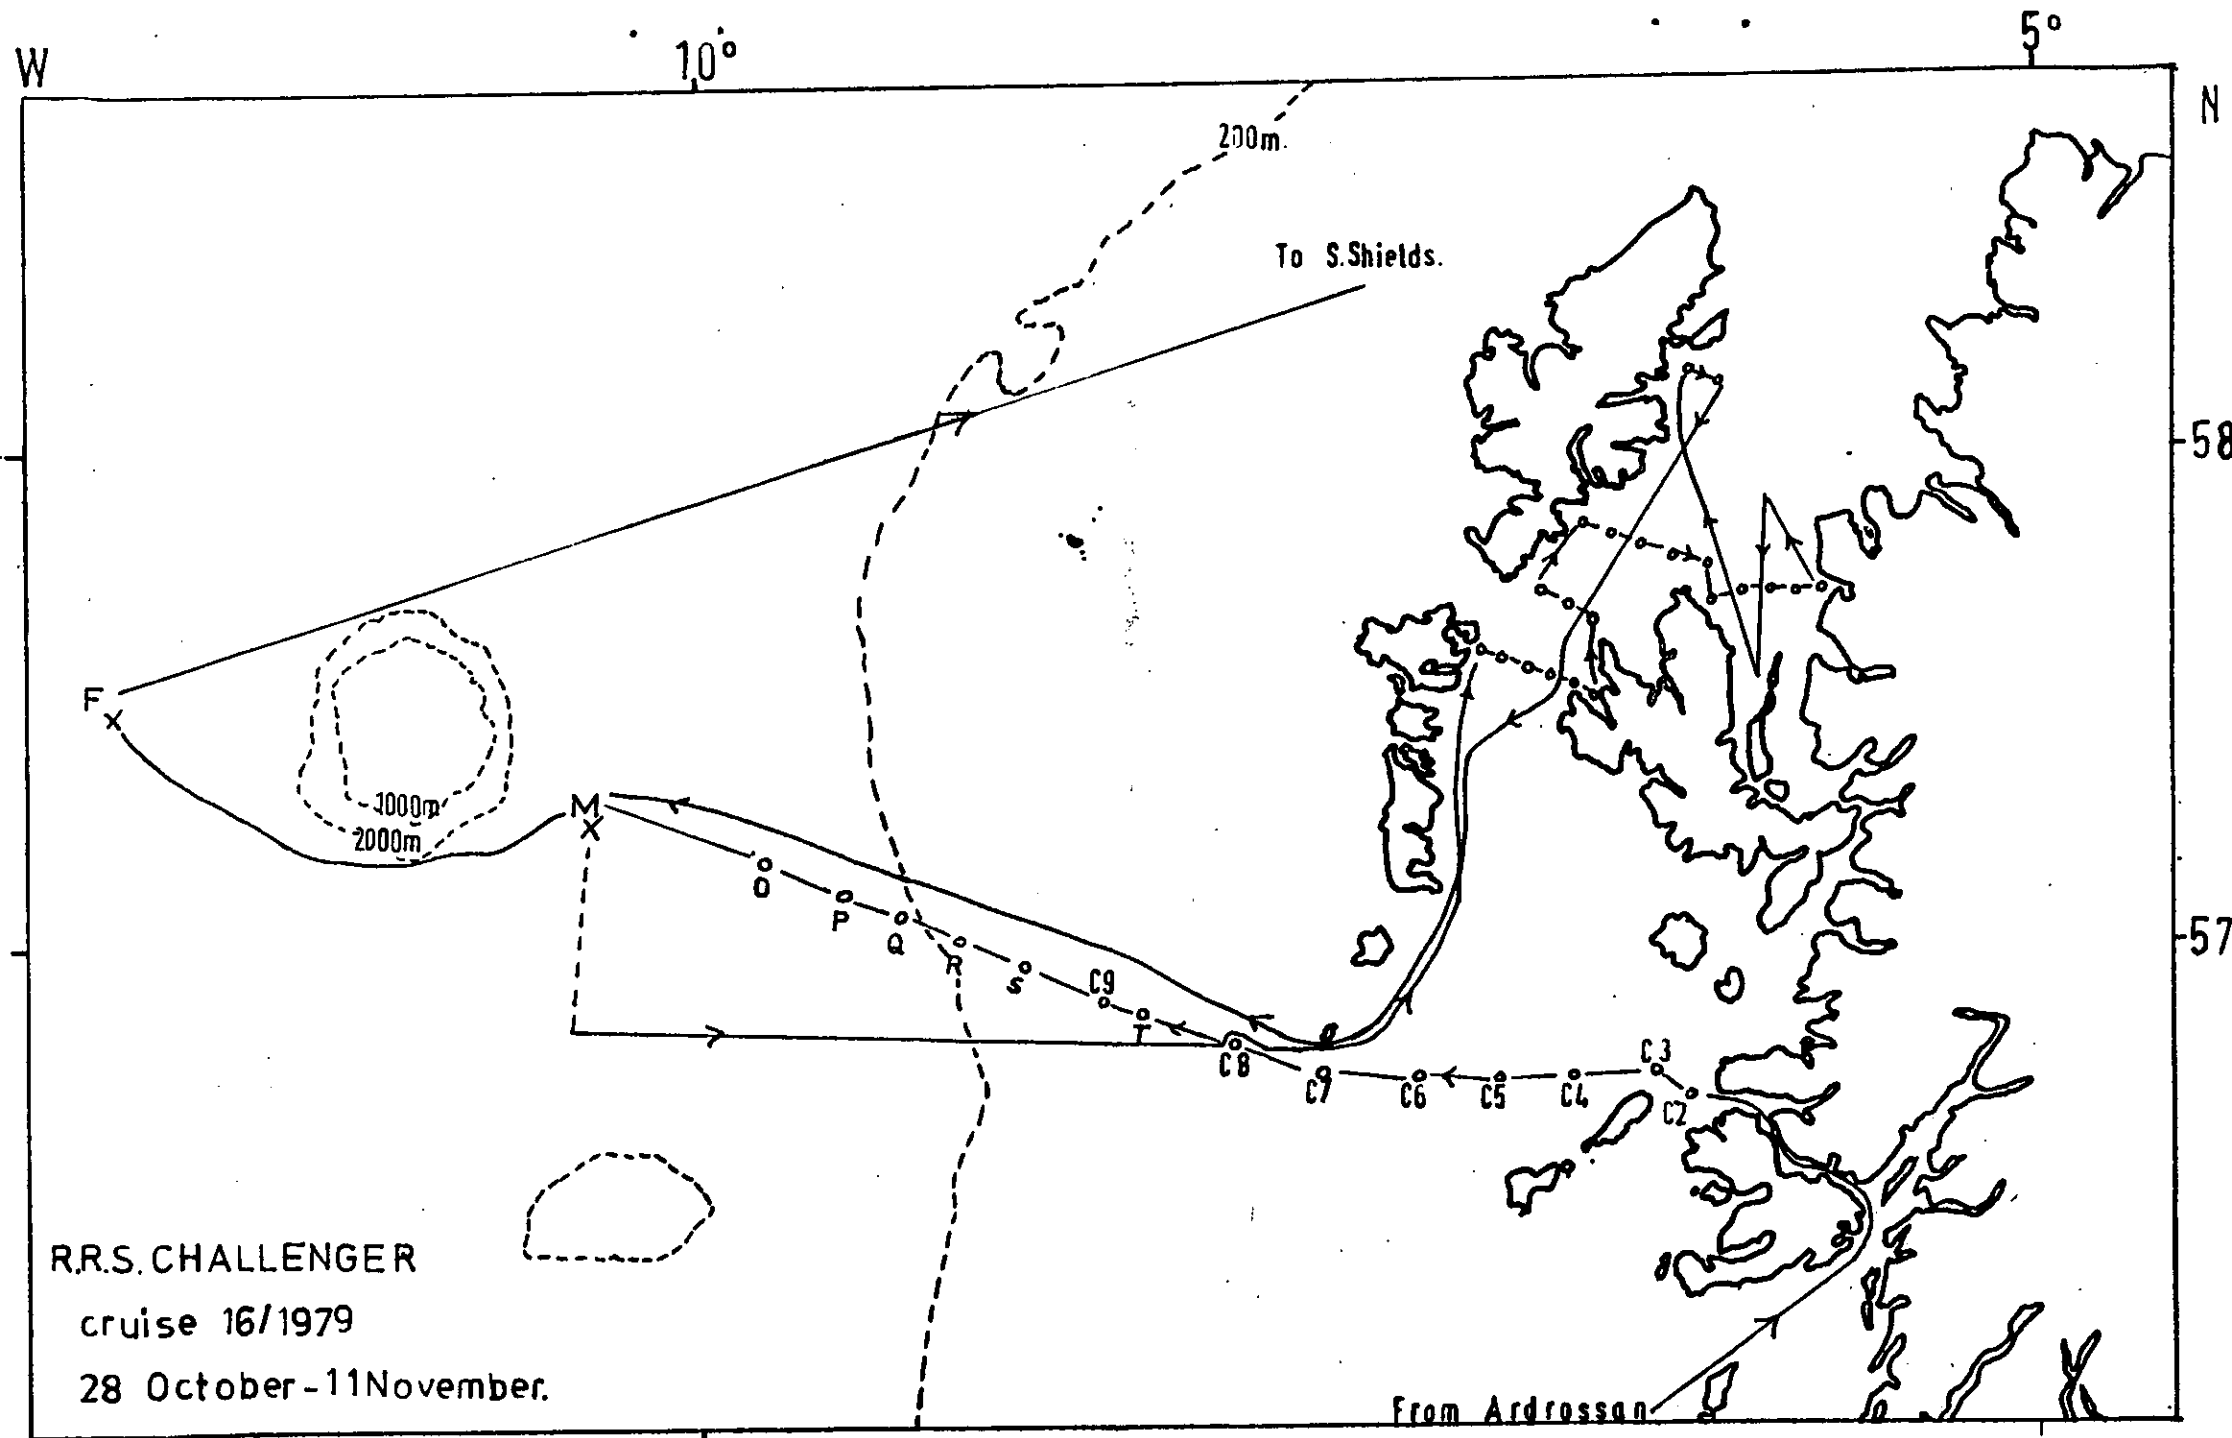 W
10°
5°
N
200m.
To S.Shields.
58
F
1000m
2000m
M
O
P
Q
R
S
C9
T
C8
C7
C6
C5
C4
C3
C2
57
R.R.S. CHALLENGER
cruise 16/1979
28 October-11November.
From Ardrossan